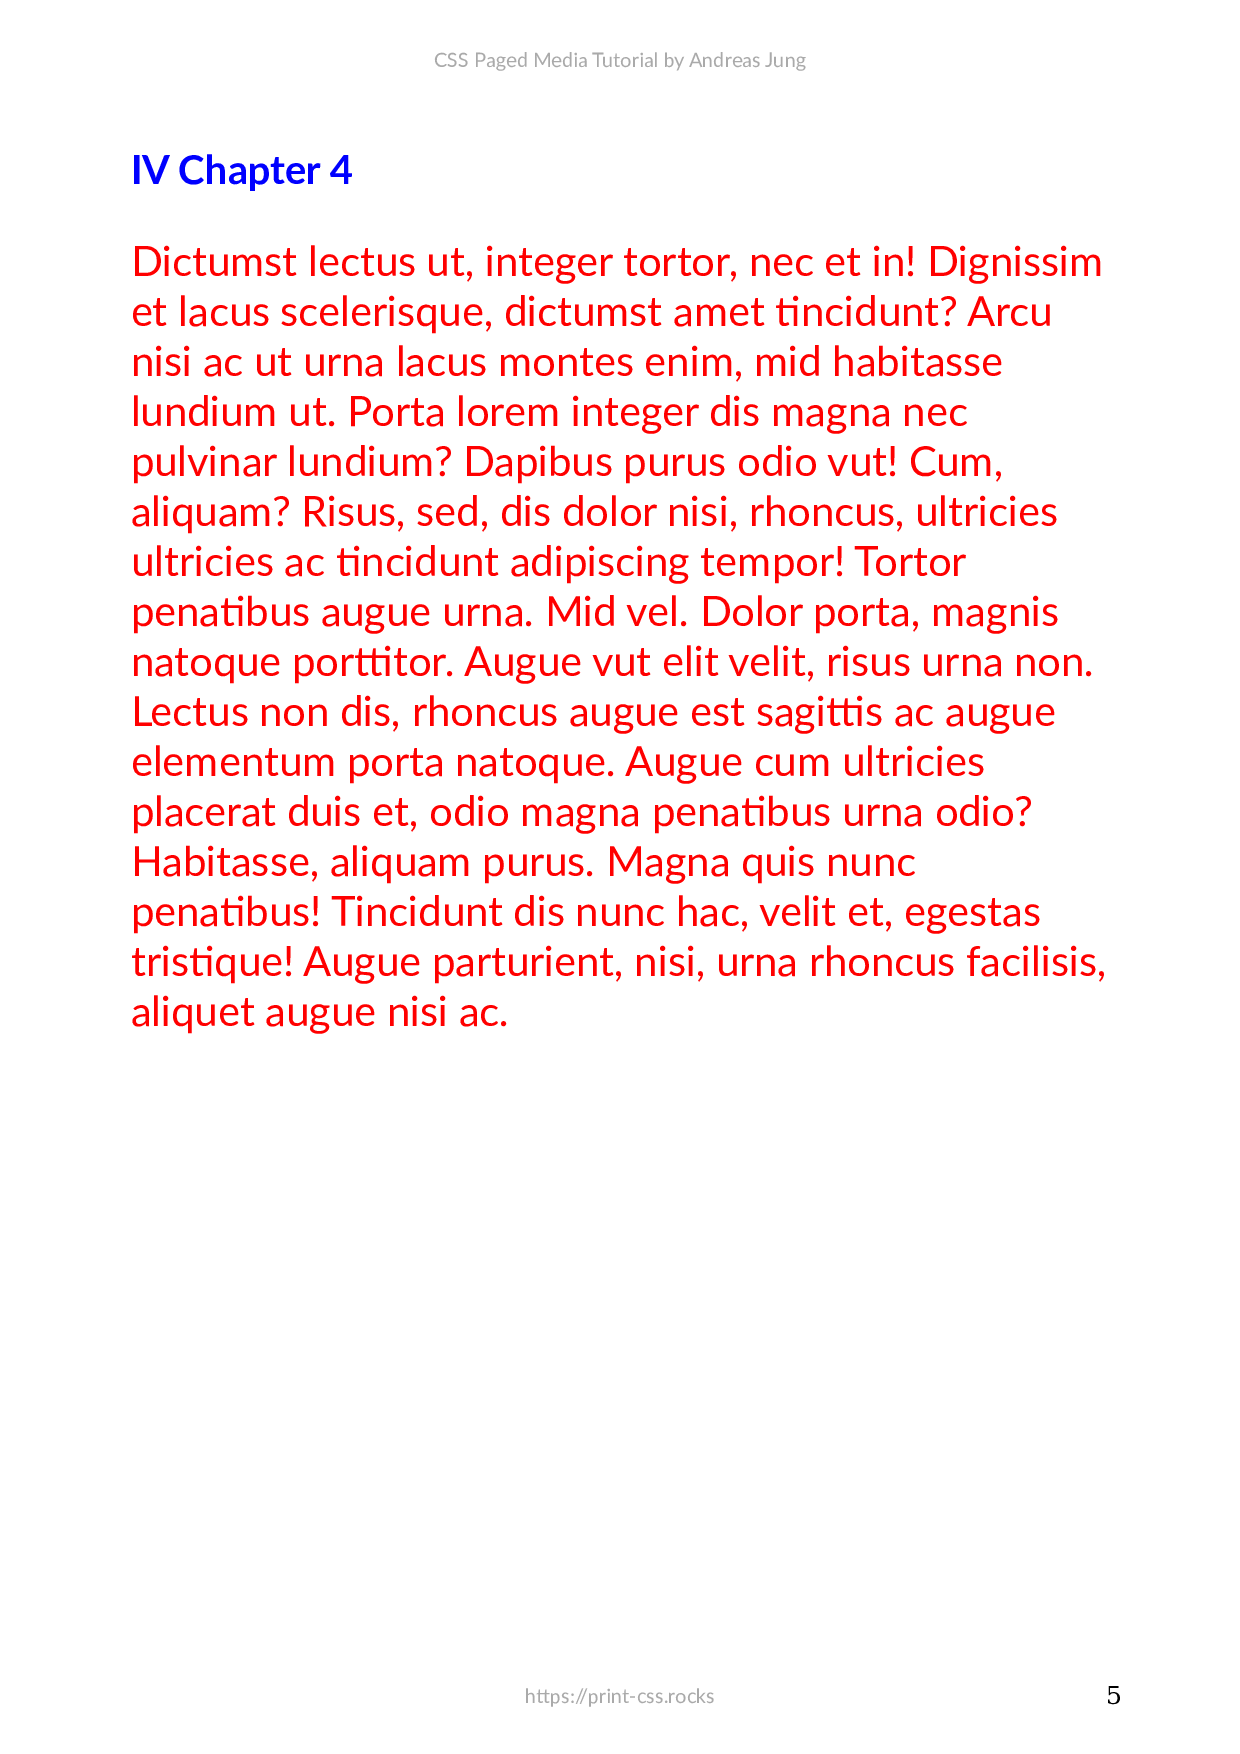 CSS Paged Media Tutorial by Andreas Jung
IV Chapter 4
Dictumst lectus ut, integer tortor, nec et in! Dignissim
et lacus scelerisque, dictumst amet tincidunt? Arcu
nisi ac ut urna lacus montes enim, mid habitasse
lundium ut. Porta lorem integer dis magna nec
pulvinar lundium? Dapibus purus odio vut! Cum,
aliquam? Risus, sed, dis dolor nisi, rhoncus, ultricies
ultricies ac tincidunt adipiscing tempor! Tortor
penatibus augue urna. Mid vel. Dolor porta, magnis
natoque porttitor. Augue vut elit velit, risus urna non.
Lectus non dis, rhoncus augue est sagittis ac augue
elementum porta natoque. Augue cum ultricies
placerat duis et, odio magna penatibus urna odio?
Habitasse, aliquam purus. Magna quis nunc
penatibus! Tincidunt dis nunc hac, velit et, egestas
tristique! Augue parturient, nisi, urna rhoncus facilisis,
aliquet augue nisi ac.
https://print-css.rocks
5